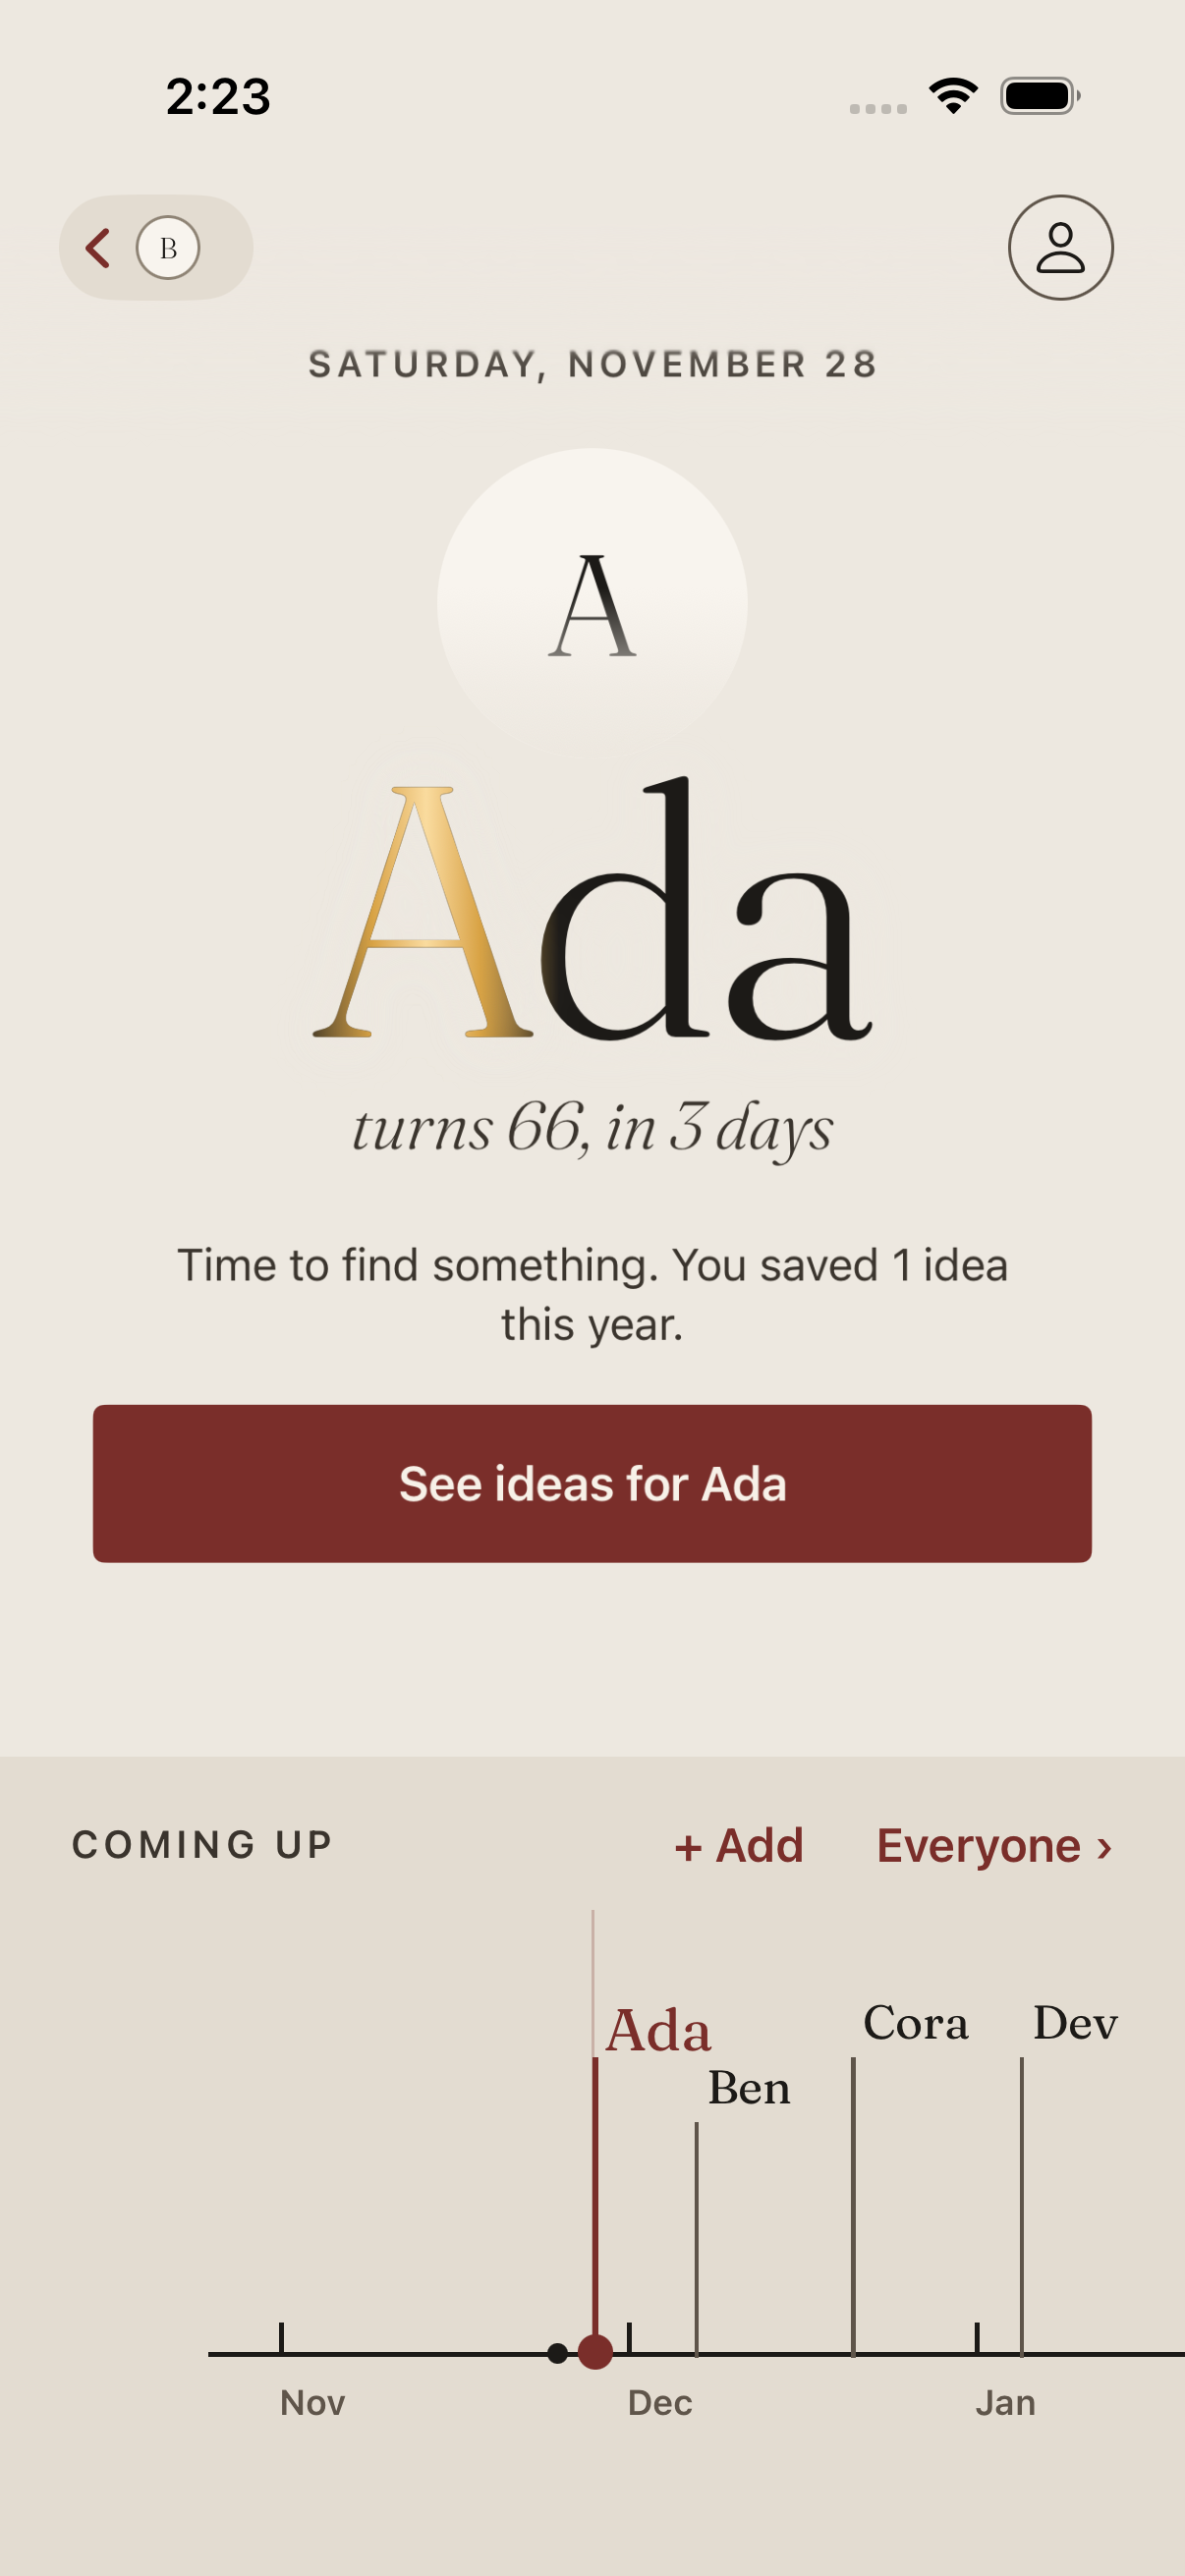 2:23
B
SATURDAY, NOVEMBER 28
A
Ada
turns 66, in 3 days
Time to find something. You saved 1 idea
this year.
See ideas for Ada
COMING UP
+ Add
Everyone ›
Ada
Ben
Cora
Dev
Nov
Dec
Jan